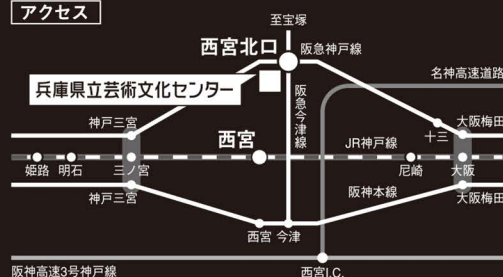 アクセス
至宝塚
西宮北口
阪急神戸線
名神高速道路
兵庫県立芸術文化センター
阪急今津線
神戸三宮
西宮
JR神戸線
十三
大阪梅田
姫路
明石
三ノ宮
尼崎
大阪
神戸三宮
阪神本線
大阪梅田
西宮
今津
阪神高速3号神戸線
西宮I.C.